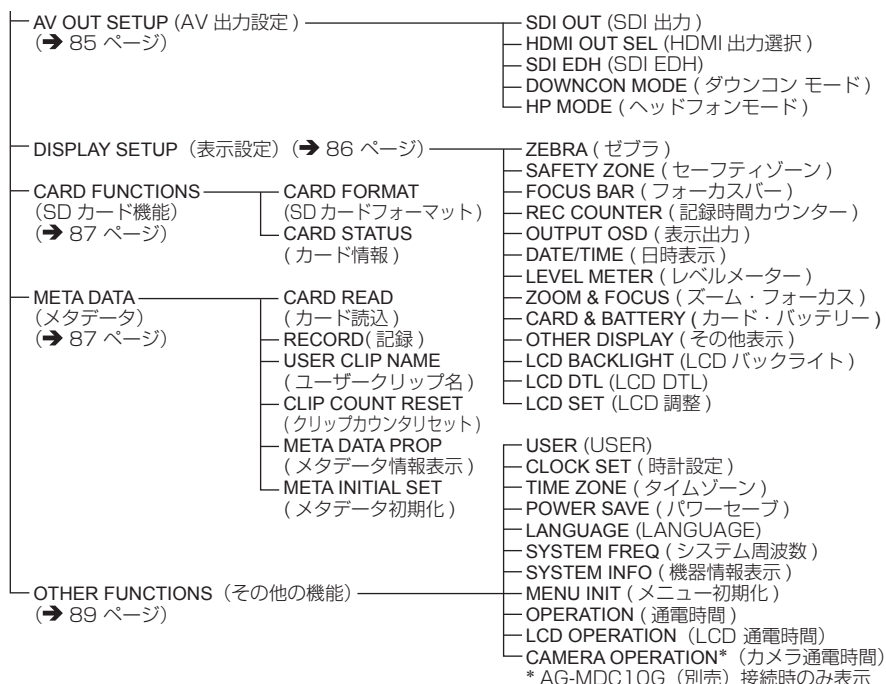 AV OUT SETUP (AV 出力設定 )
(➔ 85 ページ)
SDI OUT (SDI 出力 )
HDMI OUT SEL (HDMI 出力選択 )
SDI EDH (SDI EDH)
DOWNCON MODE ( ダウンコン モード )
HP MODE ( ヘッドフォンモード )
DISPLAY SETUP（表示設定）(➔ 86 ページ)
ZEBRA ( ゼブラ )
SAFETY ZONE ( セーフティゾーン )
FOCUS BAR ( フォーカスバー )
REC COUNTER ( 記録時間カウンター )
OUTPUT OSD ( 表示出力 )
DATE/TIME ( 日時表示 )
LEVEL METER ( レベルメーター )
ZOOM & FOCUS ( ズーム・フォーカス )
CARD & BATTERY ( カード・バッテリー )
OTHER DISPLAY ( その他表示 )
LCD BACKLIGHT (LCD バックライト )
LCD DTL (LCD DTL)
LCD SET (LCD 調整 )
CARD FUNCTIONS
(SD カード機能)
(➔ 87 ページ)
CARD FORMAT
(SD カードフォーマット )
CARD STATUS
( カード情報 )
META DATA
(メタデータ)
(➔ 87 ページ)
CARD READ
( カード読込 )
RECORD( 記録 )
USER CLIP NAME
( ユーザークリップ名 )
CLIP COUNT RESET
( クリップカウンタリセット )
META DATA PROP
( メタデータ情報表示 )
META INITIAL SET
( メタデータ初期化 )
OTHER FUNCTIONS（その他の機能）
(➔ 89 ページ)
USER (USER)
CLOCK SET ( 時計設定 )
TIME ZONE ( タイムゾーン )
POWER SAVE ( パワーセーブ )
LANGUAGE (LANGUAGE)
SYSTEM FREQ ( システム周波数 )
SYSTEM INFO ( 機器情報表示 )
MENU INIT ( メニュー初期化 )
OPERATION ( 通電時間 )
LCD OPERATION（LCD 通電時間）
CAMERA OPERATION*（カメラ通電時間）
* AG-MDC10G（別売）接続時のみ表示